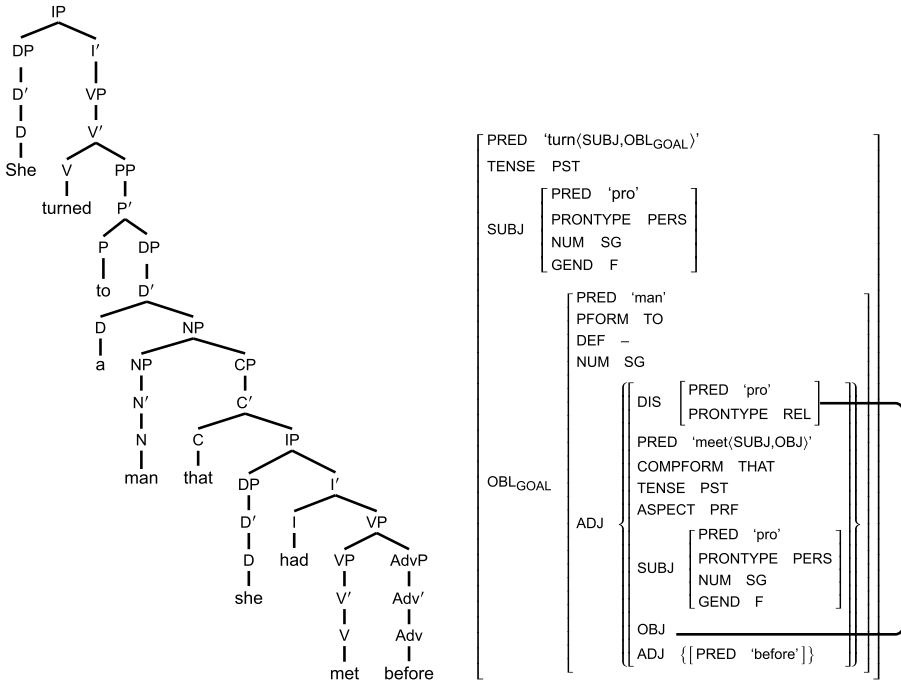 IP
DP I′
D′ VP
D V′
She V PP
turned P′
P DP
to D′
D NP
a NP CP
N′ C′
N C IP
man that DP I′
D′ I VP
D had VP AdvP
she V′ Adv′
V Adv
met before
PRED ‘turn⟨SUBJ,OBL_GOAL⟩’
TENSE PST
SUBJ
PRED ‘pro’
PRONTYPE PERS
NUM SG
GEND F
OBL_GOAL
PRED ‘man’
PFORM TO
DEF –
NUM SG
ADJ
DIS
PRED ‘pro’
PRONTYPE REL
PRED ‘meet⟨SUBJ,OBJ⟩’
COMPFORM THAT
TENSE PST
ASPECT PRF
SUBJ
PRED ‘pro’
PRONTYPE PERS
NUM SG
GEND F
OBJ
ADJ {[PRED ‘before’]}